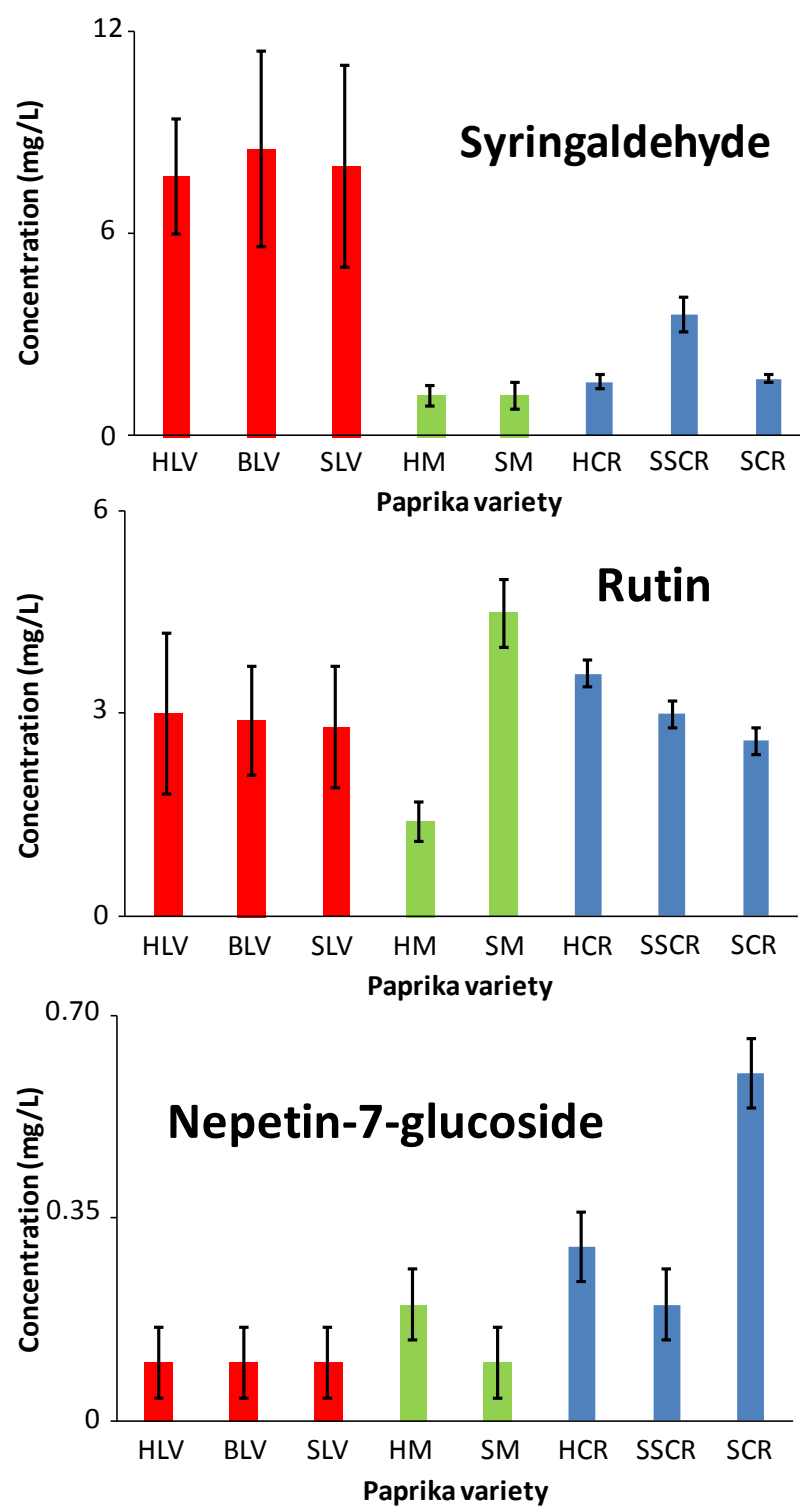 12
Syringaldehyde
Concentration (mg/L)
6
0
HLV BLV SLV HM SM HCR SSCR SCR
Paprika variety
6
Rutin
Concentration (mg/L)
3
0
HLV BLV SLV HM SM HCR SSCR SCR
Paprika variety
0.70
Nepetin-7-glucoside
Concentration (mg/L)
0.35
0
HLV BLV SLV HM SM HCR SSCR SCR
Paprika variety